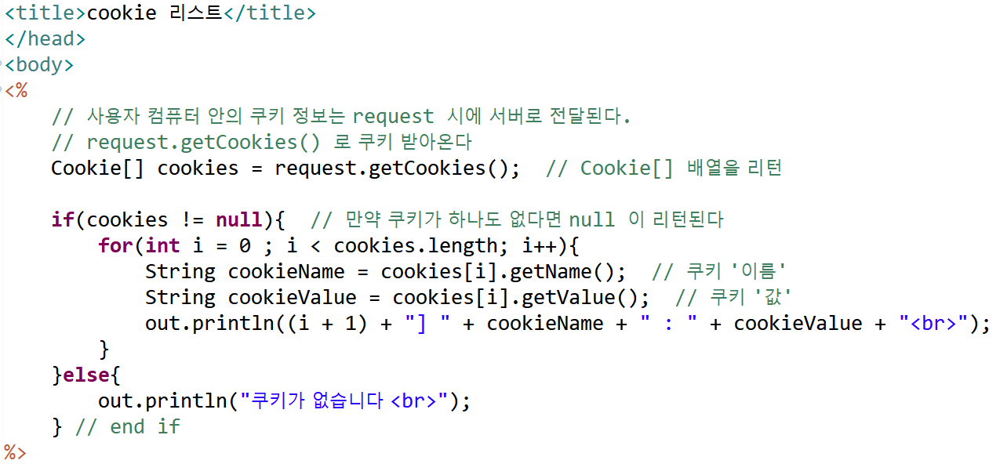 <title>cookie 리스트</title>
</head>
<body>
<%
    // 사용자 컴퓨터 안의 쿠키 정보는 request 시에 서버로 전달된다.
    // request.getCookies() 로 쿠키 받아온다
    Cookie[] cookies = request.getCookies();  // Cookie[] 배열을 리턴
    if(cookies != null){  // 만약 쿠키가 하나도 없다면 null 이 리턴된다
        for(int i = 0 ; i < cookies.length; i++){
            String cookieName = cookies[i].getName();  // 쿠키 '이름'
            String cookieValue = cookies[i].getValue();  // 쿠키 '값'
            out.println((i + 1) + "] " + cookieName + " : " + cookieValue + "<br>");
        }
    }else{
        out.println("쿠키가 없습니다 <br>");
    } // end if
%>